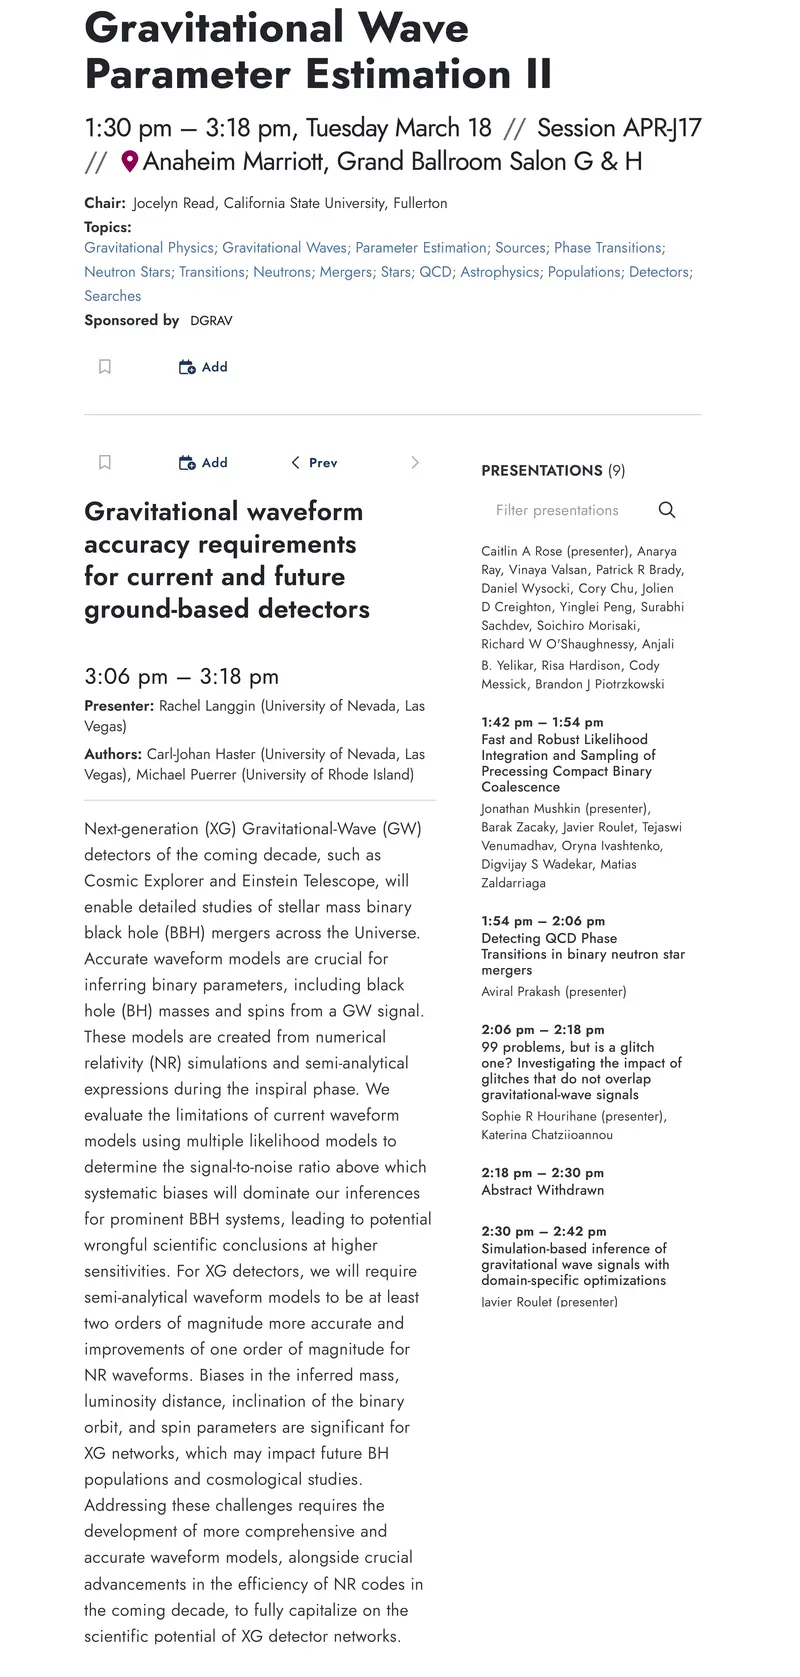 Gravitational Wave
Parameter Estimation II
1:30 pm – 3:18 pm, Tuesday March 18 // Session APR-J17
// Anaheim Marriott, Grand Ballroom Salon G & H
Chair: Jocelyn Read, California State University, Fullerton
Topics:
Gravitational Physics; Gravitational Waves; Parameter Estimation; Sources; Phase Transitions;
Neutron Stars; Transitions; Neutrons; Mergers; Stars; QCD; Astrophysics; Populations; Detectors;
Searches
Sponsored by DGRAV
Add
Add
Prev
Gravitational waveform
accuracy requirements
for current and future
ground-based detectors
3:06 pm – 3:18 pm
Presenter: Rachel Langgin (University of Nevada, Las
Vegas)
Authors: Carl-Johan Haster (University of Nevada, Las
Vegas), Michael Puerrer (University of Rhode Island)
Next-generation (XG) Gravitational-Wave (GW)
detectors of the coming decade, such as
Cosmic Explorer and Einstein Telescope, will
enable detailed studies of stellar mass binary
black hole (BBH) mergers across the Universe.
Accurate waveform models are crucial for
inferring binary parameters, including black
hole (BH) masses and spins from a GW signal.
These models are created from numerical
relativity (NR) simulations and semi-analytical
expressions during the inspiral phase. We
evaluate the limitations of current waveform
models using multiple likelihood models to
determine the signal-to-noise ratio above which
systematic biases will dominate our inferences
for prominent BBH systems, leading to potential
wrongful scientific conclusions at higher
sensitivities. For XG detectors, we will require
semi-analytical waveform models to be at least
two orders of magnitude more accurate and
improvements of one order of magnitude for
NR waveforms. Biases in the inferred mass,
luminosity distance, inclination of the binary
orbit, and spin parameters are significant for
XG networks, which may impact future BH
populations and cosmological studies.
Addressing these challenges requires the
development of more comprehensive and
accurate waveform models, alongside crucial
advancements in the efficiency of NR codes in
the coming decade, to fully capitalize on the
scientific potential of XG detector networks.
PRESENTATIONS (9)
Filter presentations
Caitlin A Rose (presenter), Anarya
Ray, Vinaya Valsan, Patrick R Brady,
Daniel Wysocki, Cory Chu, Jolien
D Creighton, Yinglei Peng, Surabhi
Sachdev, Soichiro Morisaki,
Richard W O'Shaughnessy, Anjali
B. Yelikar, Risa Hardison, Cody
Messick, Brandon J Piotrzkowski
1:42 pm – 1:54 pm
Fast and Robust Likelihood
Integration and Sampling of
Precessing Compact Binary
Coalescence
Jonathan Mushkin (presenter),
Barak Zacaky, Javier Roulet, Tejaswi
Venumadhav, Oryna Ivashtenko,
Digvijay S Wadekar, Matias
Zaldarriaga
1:54 pm – 2:06 pm
Detecting QCD Phase
Transitions in binary neutron star
mergers
Aviral Prakash (presenter)
2:06 pm – 2:18 pm
99 problems, but is a glitch
one? Investigating the impact of
glitches that do not overlap
gravitational-wave signals
Sophie R Hourihane (presenter),
Katerina Chatziioannou
2:18 pm – 2:30 pm
Abstract Withdrawn
2:30 pm – 2:42 pm
Simulation-based inference of
gravitational wave signals with
domain-specific optimizations
Javier Roulet (presenter)